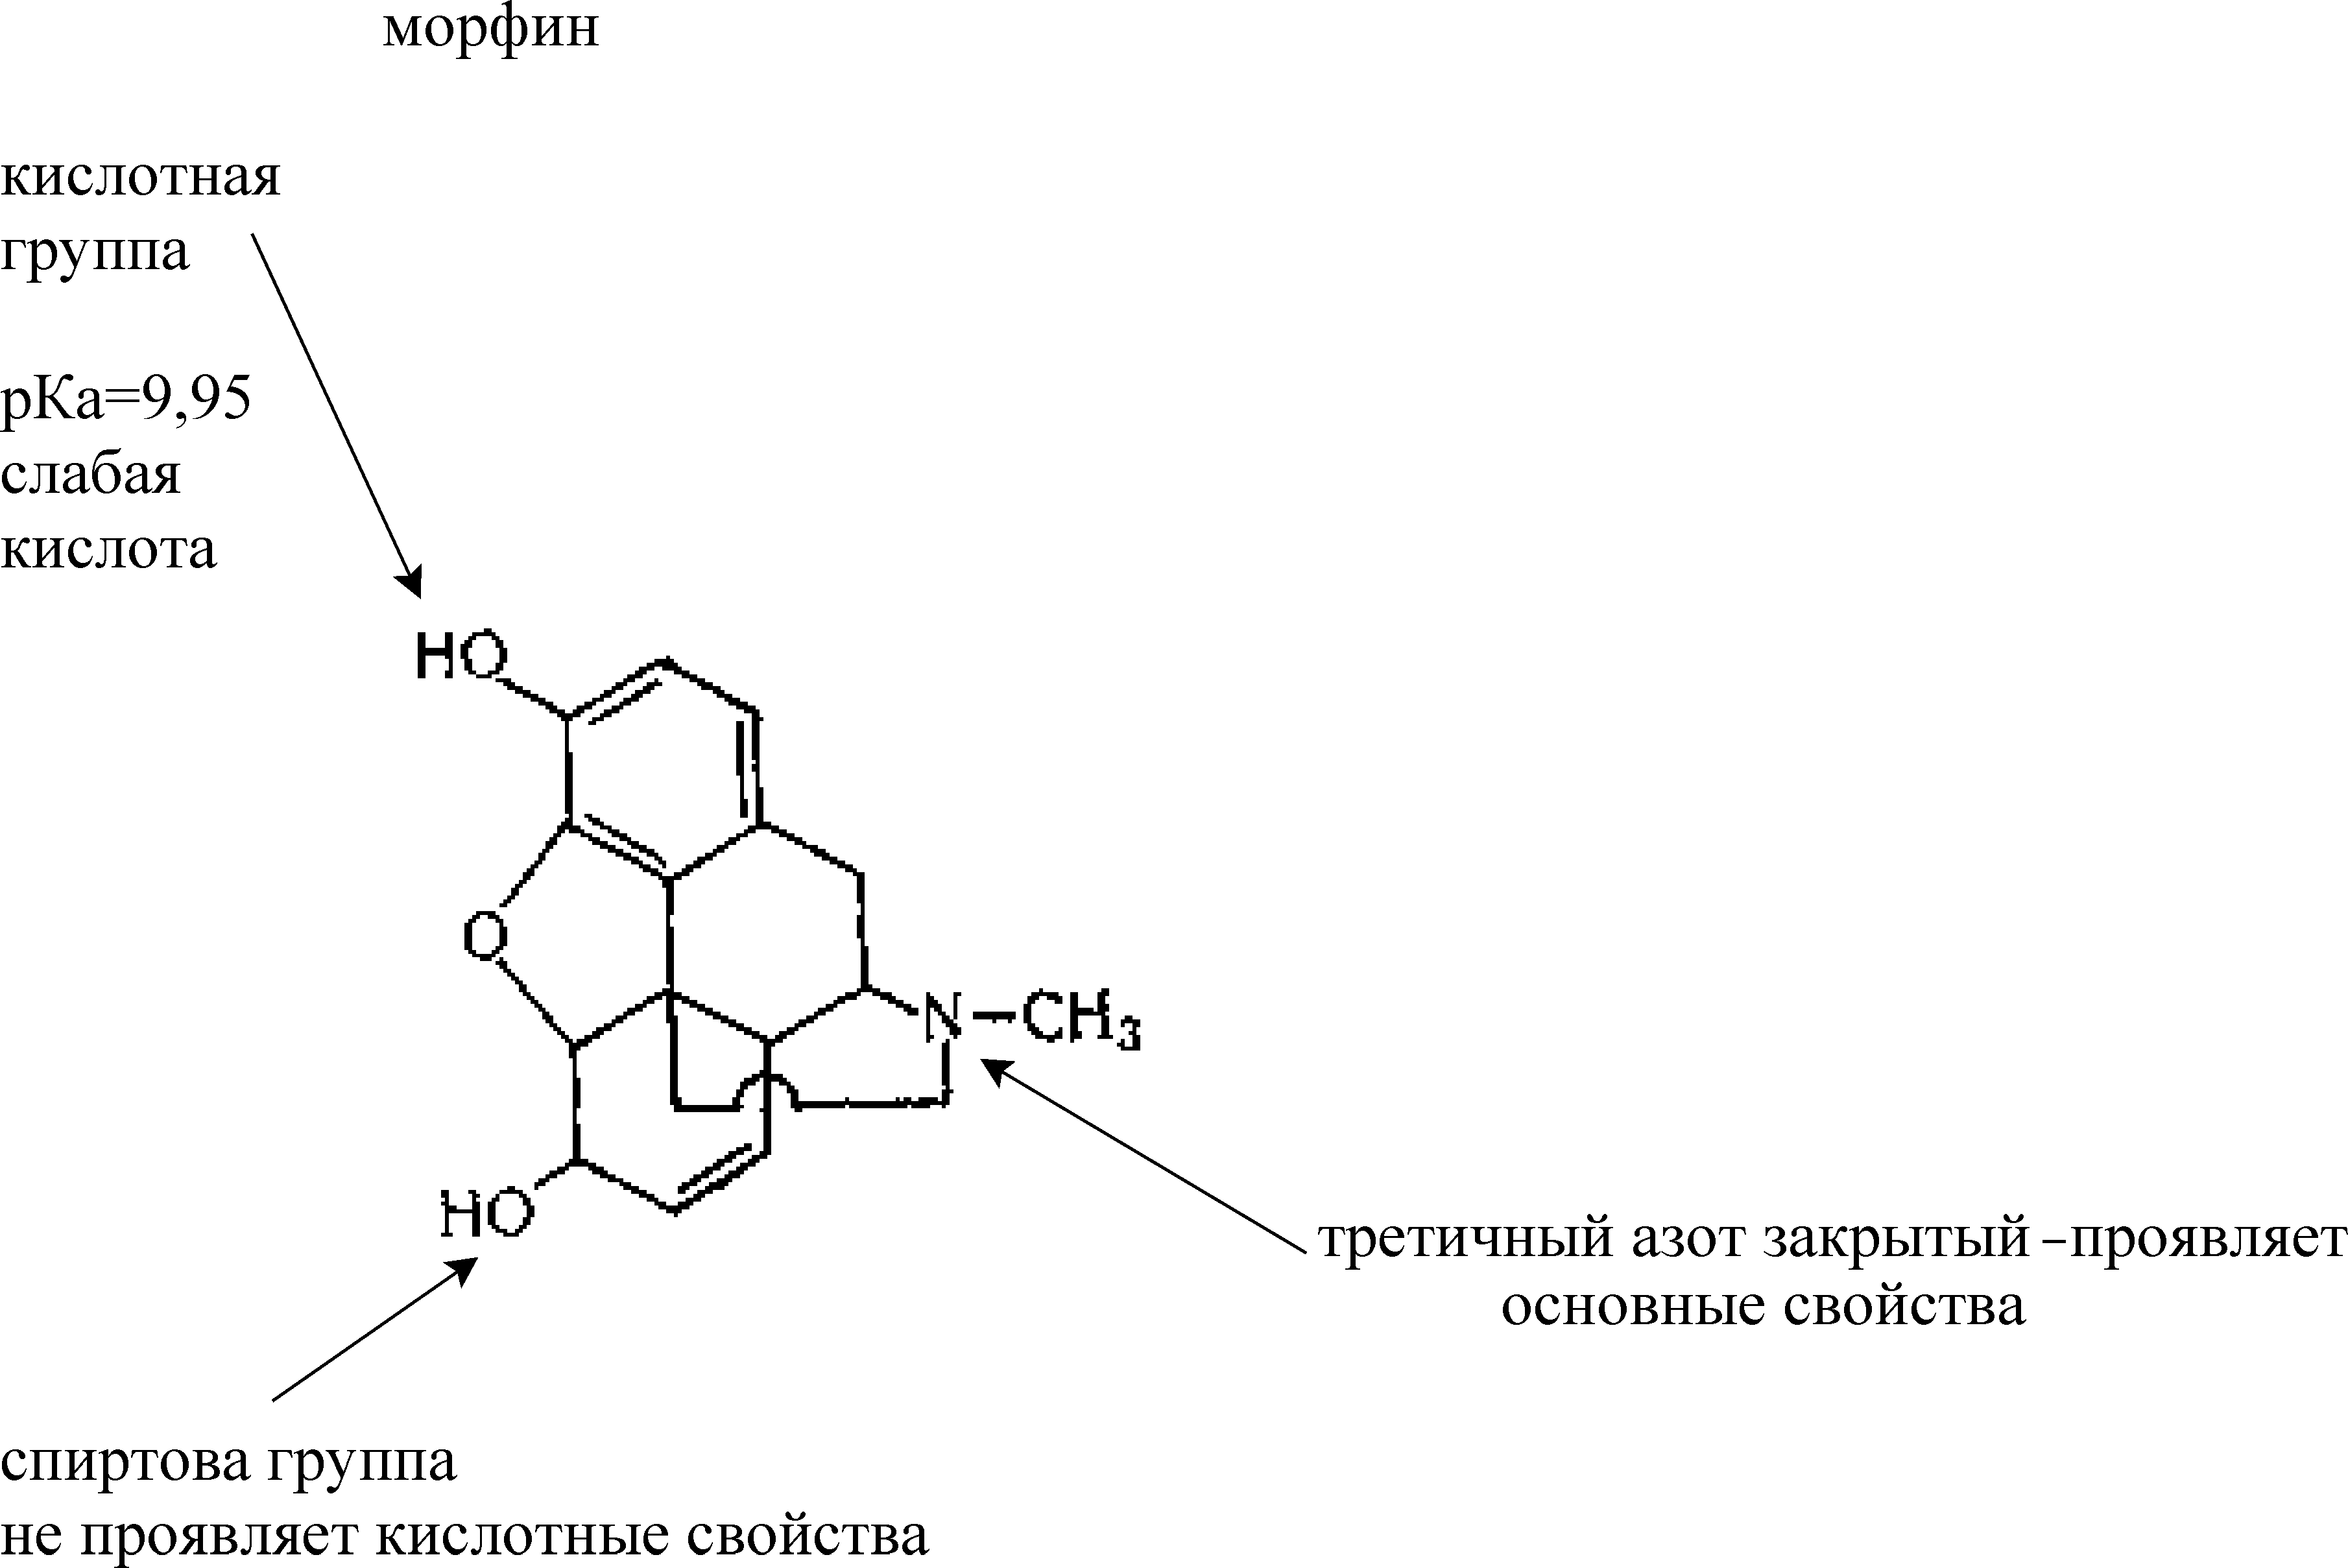 морфин
кислотная
группа
рКа=9,95
слабая
кислота
HO
O
N–CH3
HO
третичный азот закрытый –проявляет
основные свойства
спиртова группа
не проявляет кислотные свойства